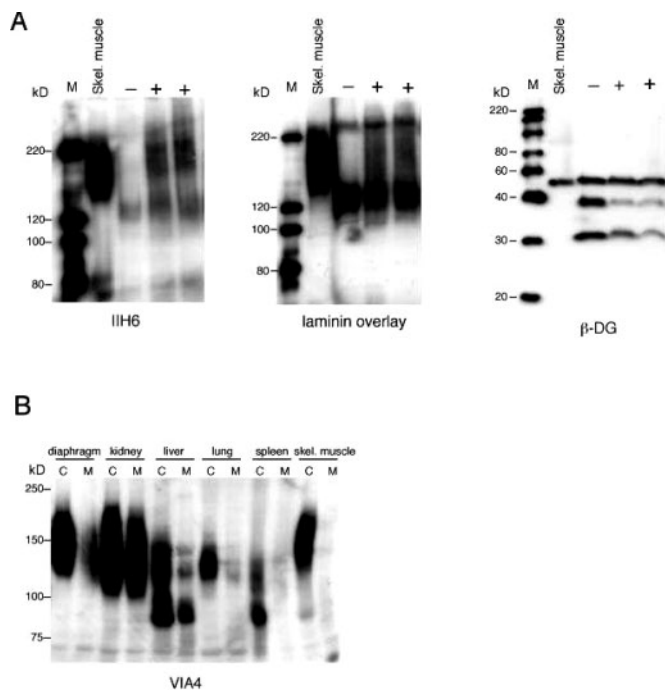 A
kD
M
Skel. muscle
–
+
+
220–
120–
100–
80–
IIH6
kD
M
Skel. muscle
–
+
+
220–
120–
100–
80–
laminin overlay
kD
M
Skel. muscle
–
+
+
220–
80–
60–
40–
30–
20–
β-DG
B
diaphragm kidney liver lung spleen skel. muscle
kD C M C M C M C M C M C M
250–
150–
100–
75–
VIA4